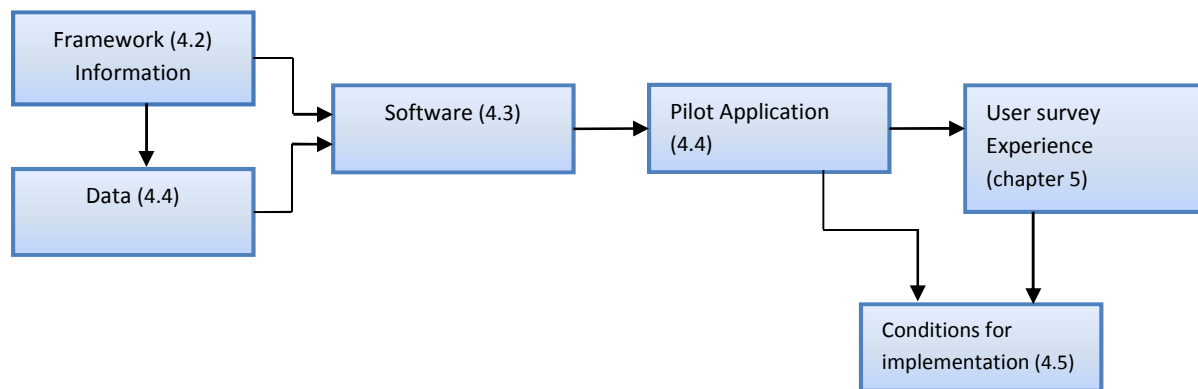 Framework (4.2)
Information
Data (4.4)
Software (4.3)
Pilot Application
(4.4)
User survey
Experience
(chapter 5)
Conditions for
implementation (4.5)